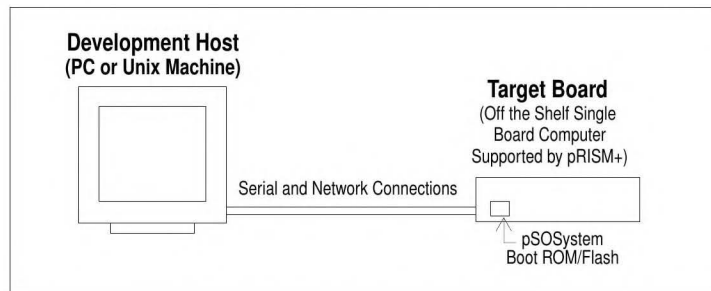 Development Host
(PC or Unix Machine)
Target Board
(Off the Shelf Single
Board Computer
Supported by pRISM+)
Serial and Network Connections
pSOSystem
Boot ROM/Flash